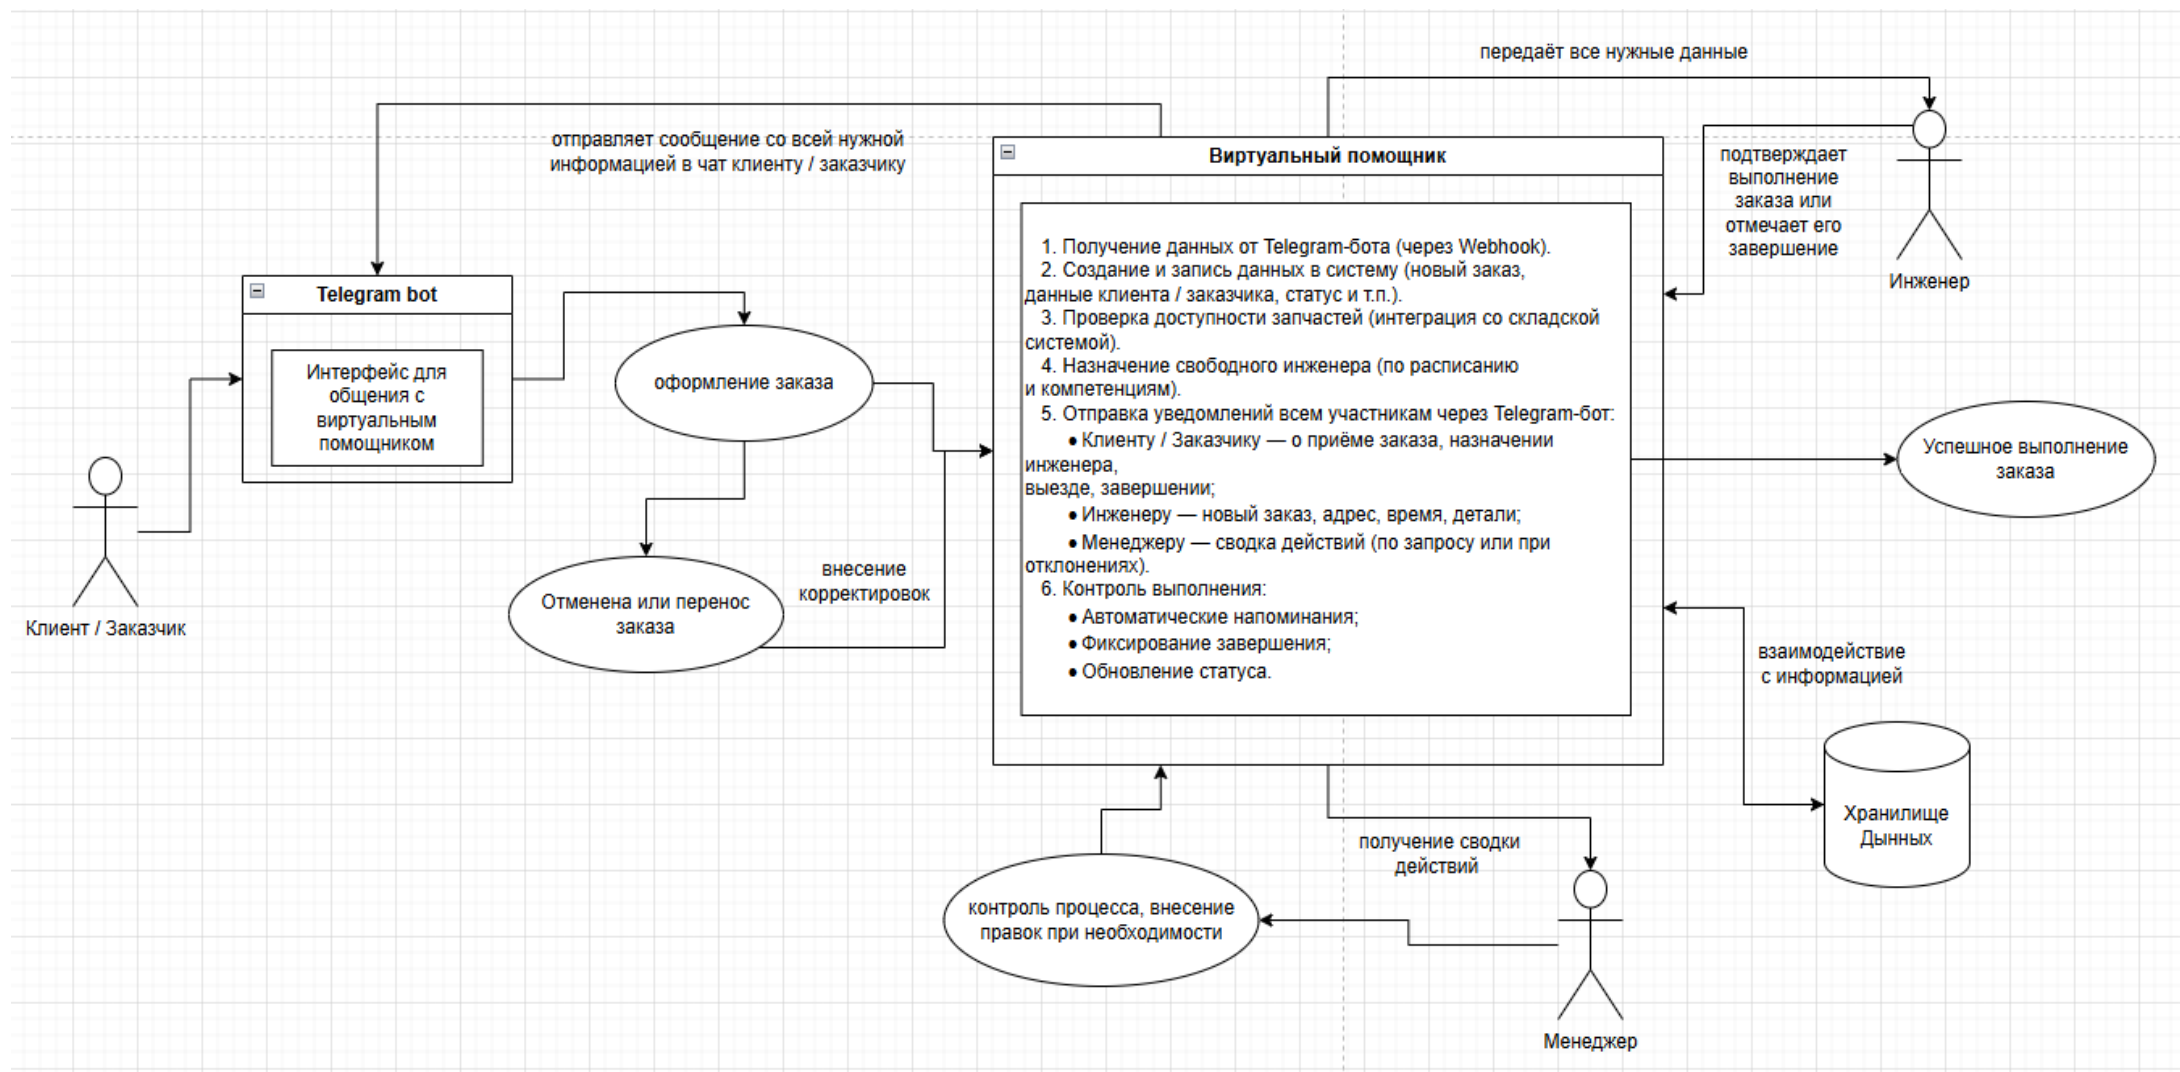 передаёт все нужные данные
отправляет сообщение со всей нужной
информацией в чат клиенту / заказчику
Виртуальный помощник
подтверждает
выполнение
заказа или
отмечает его
завершение
Инженер
Telegram bot
Интерфейс для
общения с
виртуальным
помощником
оформление заказа
1. Получение данных от Telegram-бота (через Webhook).
2. Создание и запись данных в систему (новый заказ,
данные клиента / заказчика, статус и т.п.).
3. Проверка доступности запчастей (интеграция со складской
системой).
4. Назначение свободного инженера (по расписанию
и компетенциям).
5. Отправка уведомлений всем участникам через Telegram-бот:
● Клиенту / Заказчику — о приёме заказа, назначении
инженера,
выезде, завершении;
● Инженеру — новый заказ, адрес, время, детали;
● Менеджеру — сводка действий (по запросу или при
отклонениях).
6. Контроль выполнения:
● Автоматические напоминания;
● Фиксирование завершения;
● Обновление статуса.
Успешное выполнение
заказа
Клиент / Заказчик
Отменена или перенос
заказа
внесение
корректировок
взаимодействие
с информацией
Хранилище
Дынных
получение сводки
действий
контроль процесса, внесение
правок при необходимости
Менеджер